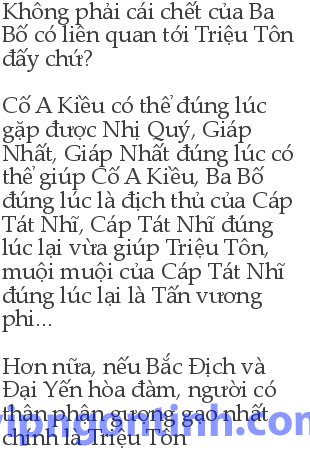 Không phải cái chết của Ba
Bố có liên quan tới Triệu Tôn
đấy chứ?
Cố A Kiều có thể đúng lúc
gặp được Nhị Quý, Giáp
Nhất, Giáp Nhất đúng lúc có
thể giúp Cố A Kiều, Ba Bố
đúng lúc là địch thủ của Cáp
Tát Nhĩ, Cáp Tát Nhĩ đúng
lúc lại vừa giúp Triệu Tôn,
muội muội của Cáp Tát Nhĩ
đúng lúc lại là Tấn vương
phi...
Hơn nữa, nếu Bắc Địch và
Đại Yến hòa đàm, người có
thân phận gượng gạo nhất
chính là Triệu Tôn
vipngontinh.com